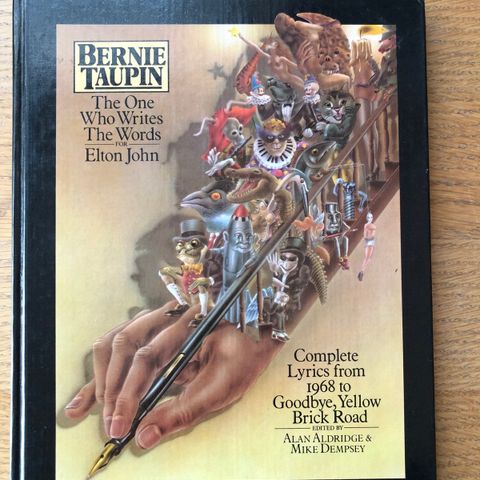 BERNIE
TAUPIN
The One
Who Writes
The Words
FOR
Elton John
Complete
Lyrics from
1968 to
Goodbye, Yellow
Brick Road
EDITED BY
ALAN ALDRIDGE &
MIKE DEMPSEY